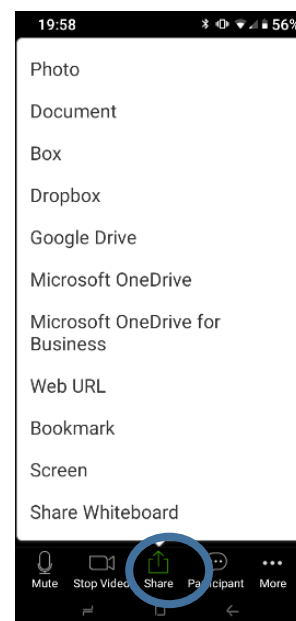 19:58 56%
Photo
Document
Box
Dropbox
Google Drive
Microsoft OneDrive
Microsoft OneDrive for
Business
Web URL
Bookmark
Screen
Share Whiteboard
Mute Stop Video Share Participant More